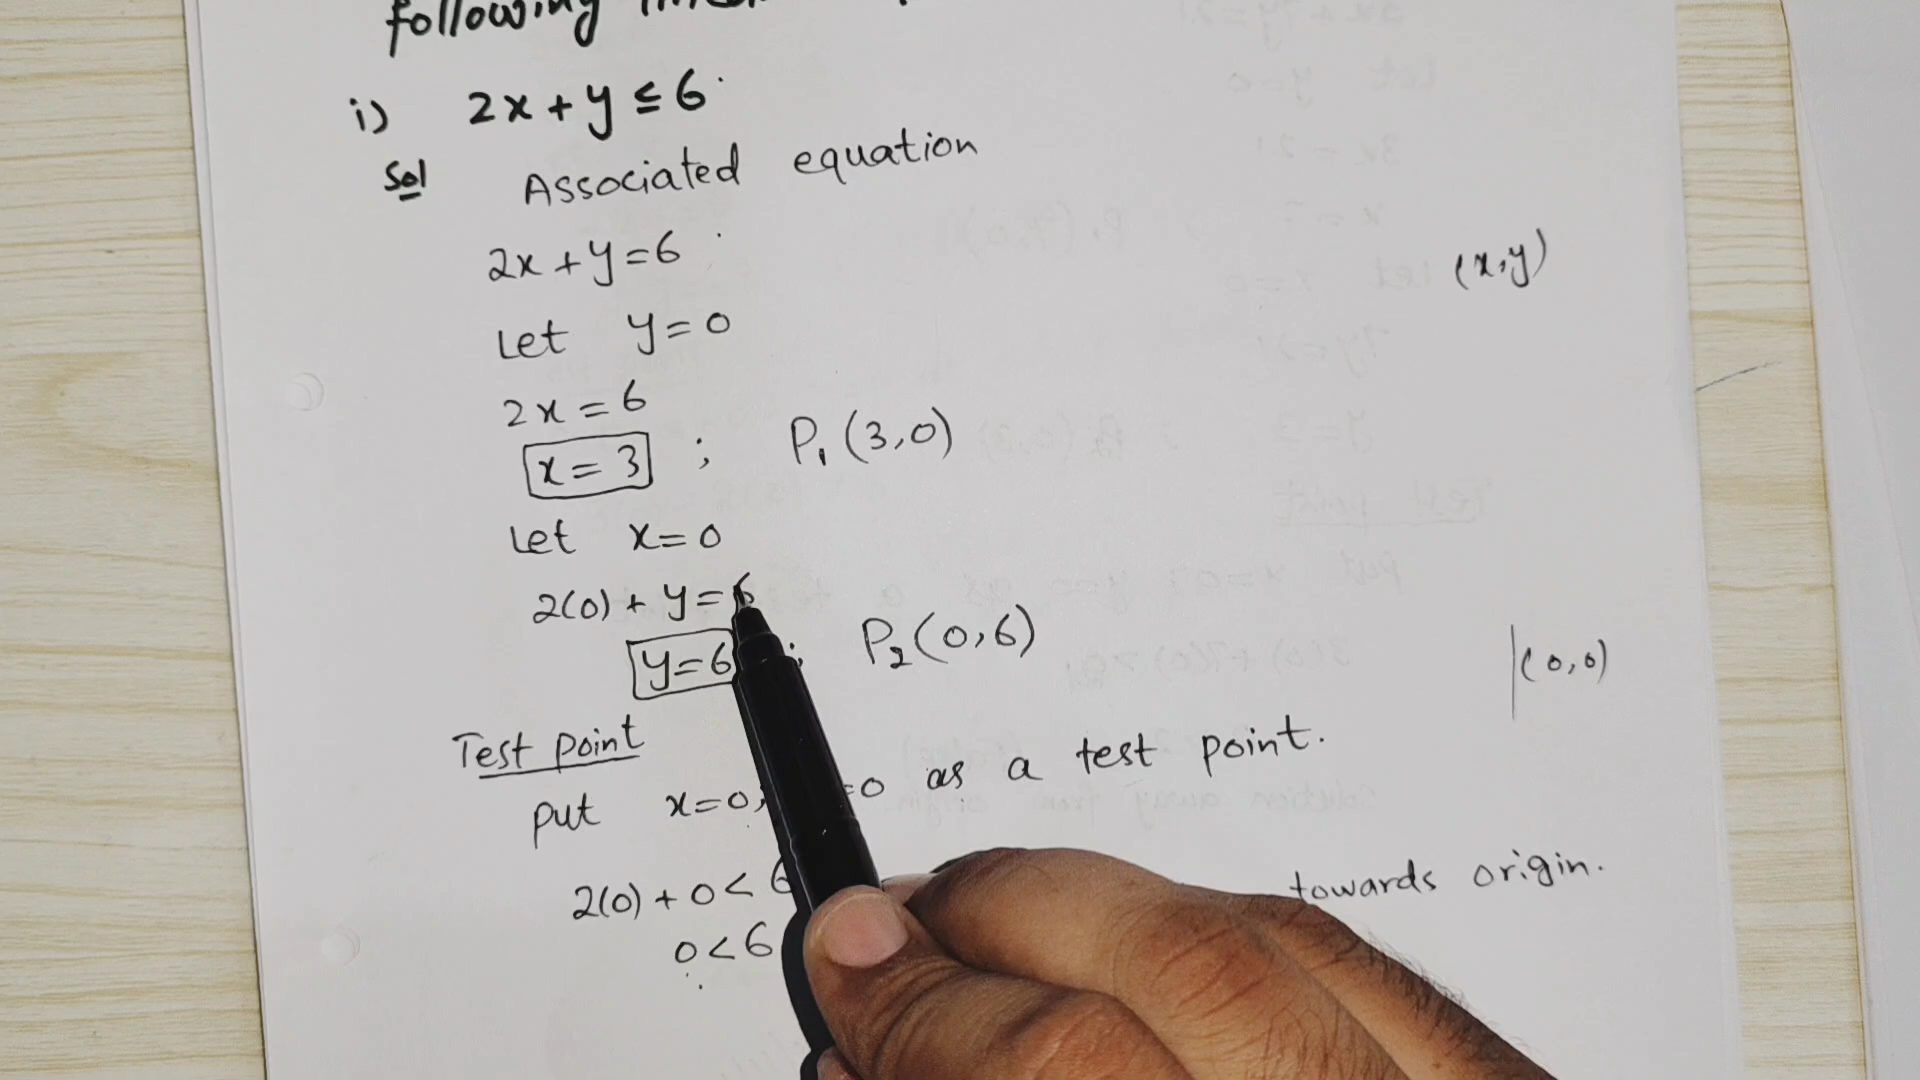 following
i) 2x + y ≤ 6
Sol Associated equation
2x + y = 6
(x, y)
Let y = 0
2x = 6
x = 3 ; P₁ (3, 0)
Let x = 0
2(0) + y = 6
y = 6 ; P₂ (0, 6)
(0, 0)
Test point
put x = 0, =0 as a test point.
2(0) + 0 < 6 towards origin.
0 < 6